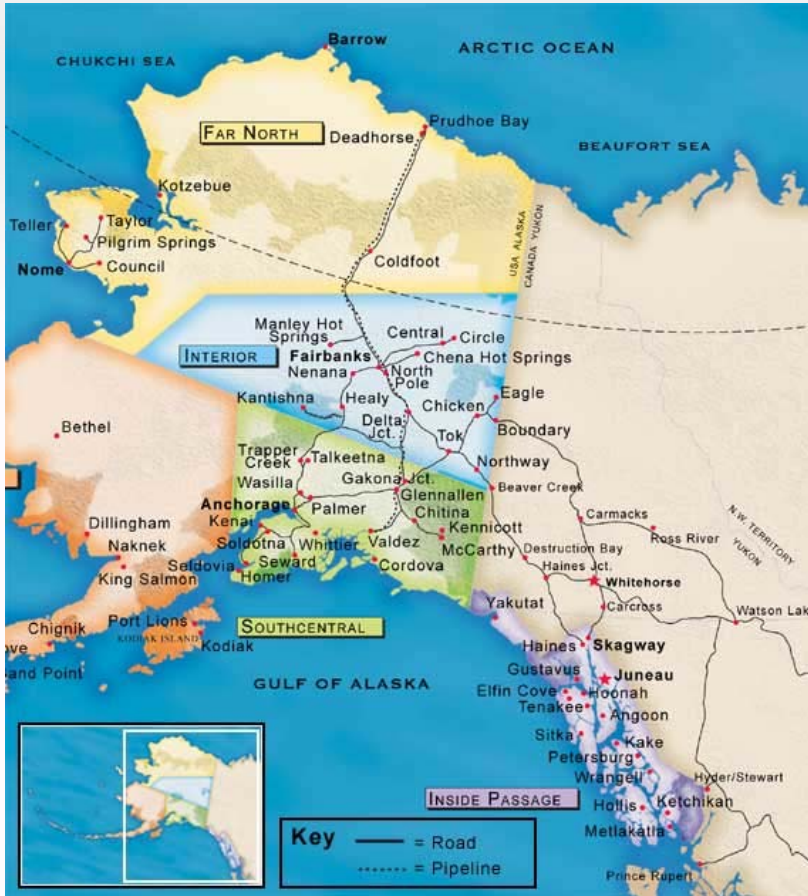 Barrow
ARCTIC OCEAN
CHUKCHI SEA
Prudhoe Bay
FAR NORTH
Deadhorse
BEAUFORT SEA
Kotzebue
Teller
Taylor
Pilgrim Springs
Nome
Council
Coldfoot
USA ALASKA
CANADA YUKON
Manley Hot
Springs
Central
Circle
INTERIOR
Fairbanks
Chena Hot Springs
Nenana
North
Pole
Eagle
Kantishna
Healy
Chicken
Delta
Jct.
Boundary
Bethel
Tok
Trapper
Creek
Talkeetna
Northway
Gakona Jct.
Wasilla
Glennallen
Beaver Creek
Anchorage
Palmer
Chitina
Carmacks
Dillingham
Kenai
Kennicott
Ross River
N.W. TERRITORY
YUKON
Naknek
Soldotna
Whittier
Valdez
McCarthy
Destruction Bay
King Salmon
Seldovia
Seward
Cordova
Haines Jct.
Homer
Whitehorse
Yakutat
Carcross
Watson Lak
Port Lions
Chignik
KODIAK ISLAND
Kodiak
SOUTHCENTRAL
Haines
Skagway
ove
and Point
GULF OF ALASKA
Gustavus
Juneau
Elfin Cove
Hoonah
Tenakee
Angoon
Sitka
Kake
Petersburg
Wrangell
Hyder/Stewart
INSIDE PASSAGE
Hollis
Ketchikan
Metlakatla
Key
= Road
= Pipeline
Prince Rupert